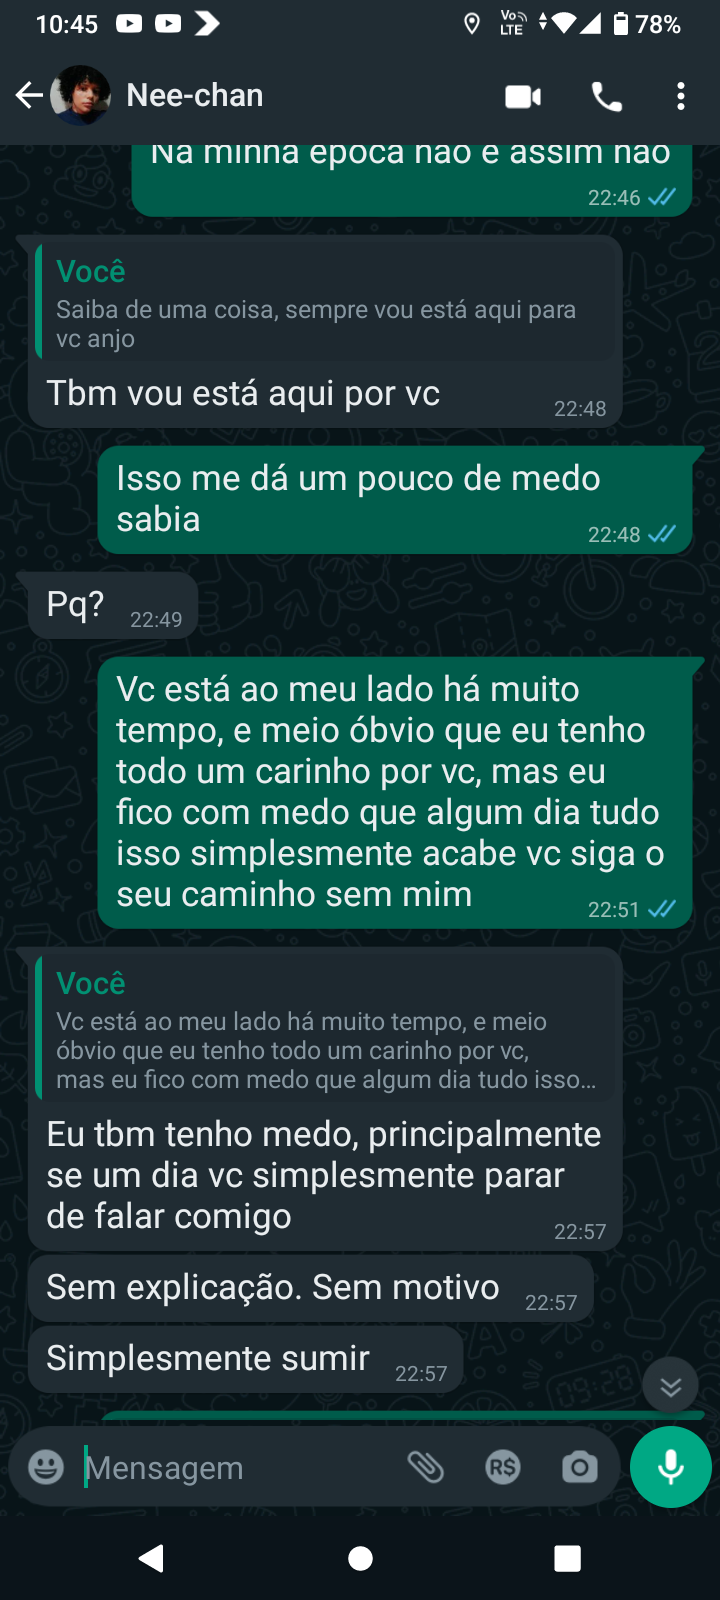 10:45
Vo LTE
78%
Nee-chan
Na minha época não é assim não
22:46
Você
Saiba de uma coisa, sempre vou está aqui para
vc anjo
Tbm vou está aqui por vc
22:48
Isso me dá um pouco de medo
sabia
22:48
Pq?
22:49
Vc está ao meu lado há muito
tempo, e meio óbvio que eu tenho
todo um carinho por vc, mas eu
fico com medo que algum dia tudo
isso simplesmente acabe vc siga o
seu caminho sem mim
22:51
Você
Vc está ao meu lado há muito tempo, e meio
óbvio que eu tenho todo um carinho por vc,
mas eu fico com medo que algum dia tudo isso...
Eu tbm tenho medo, principalmente
se um dia vc simplesmente parar
de falar comigo
22:57
Sem explicação. Sem motivo
22:57
Simplesmente sumir
22:57
Mensagem
R$